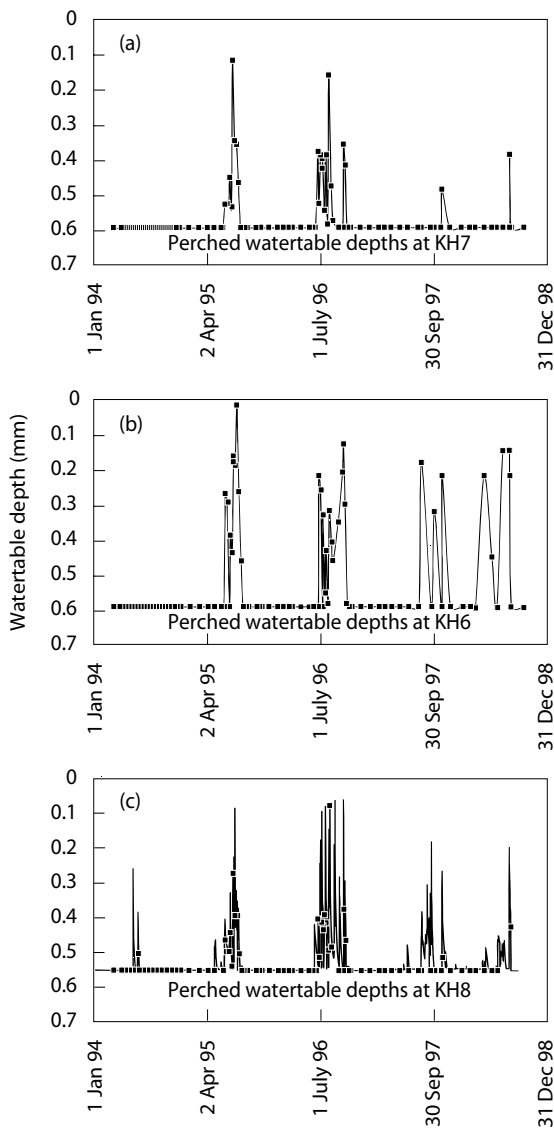 0
0.1
0.2
0.3
0.4
0.5
0.6
0.7
(a)
Perched watertable depths at KH7
1 Jan 94
2 Apr 95
1 July 96
30 Sep 97
31 Dec 98
Watertable depth (mm)
0
0.1
0.2
0.3
0.4
0.5
0.6
0.7
(b)
Perched watertable depths at KH6
1 Jan 94
2 Apr 95
1 July 96
30 Sep 97
31 Dec 98
0
0.1
0.2
0.3
0.4
0.5
0.6
0.7
(c)
Perched watertable depths at KH8
1 Jan 94
2 Apr 95
1 July 96
30 Sep 97
31 Dec 98